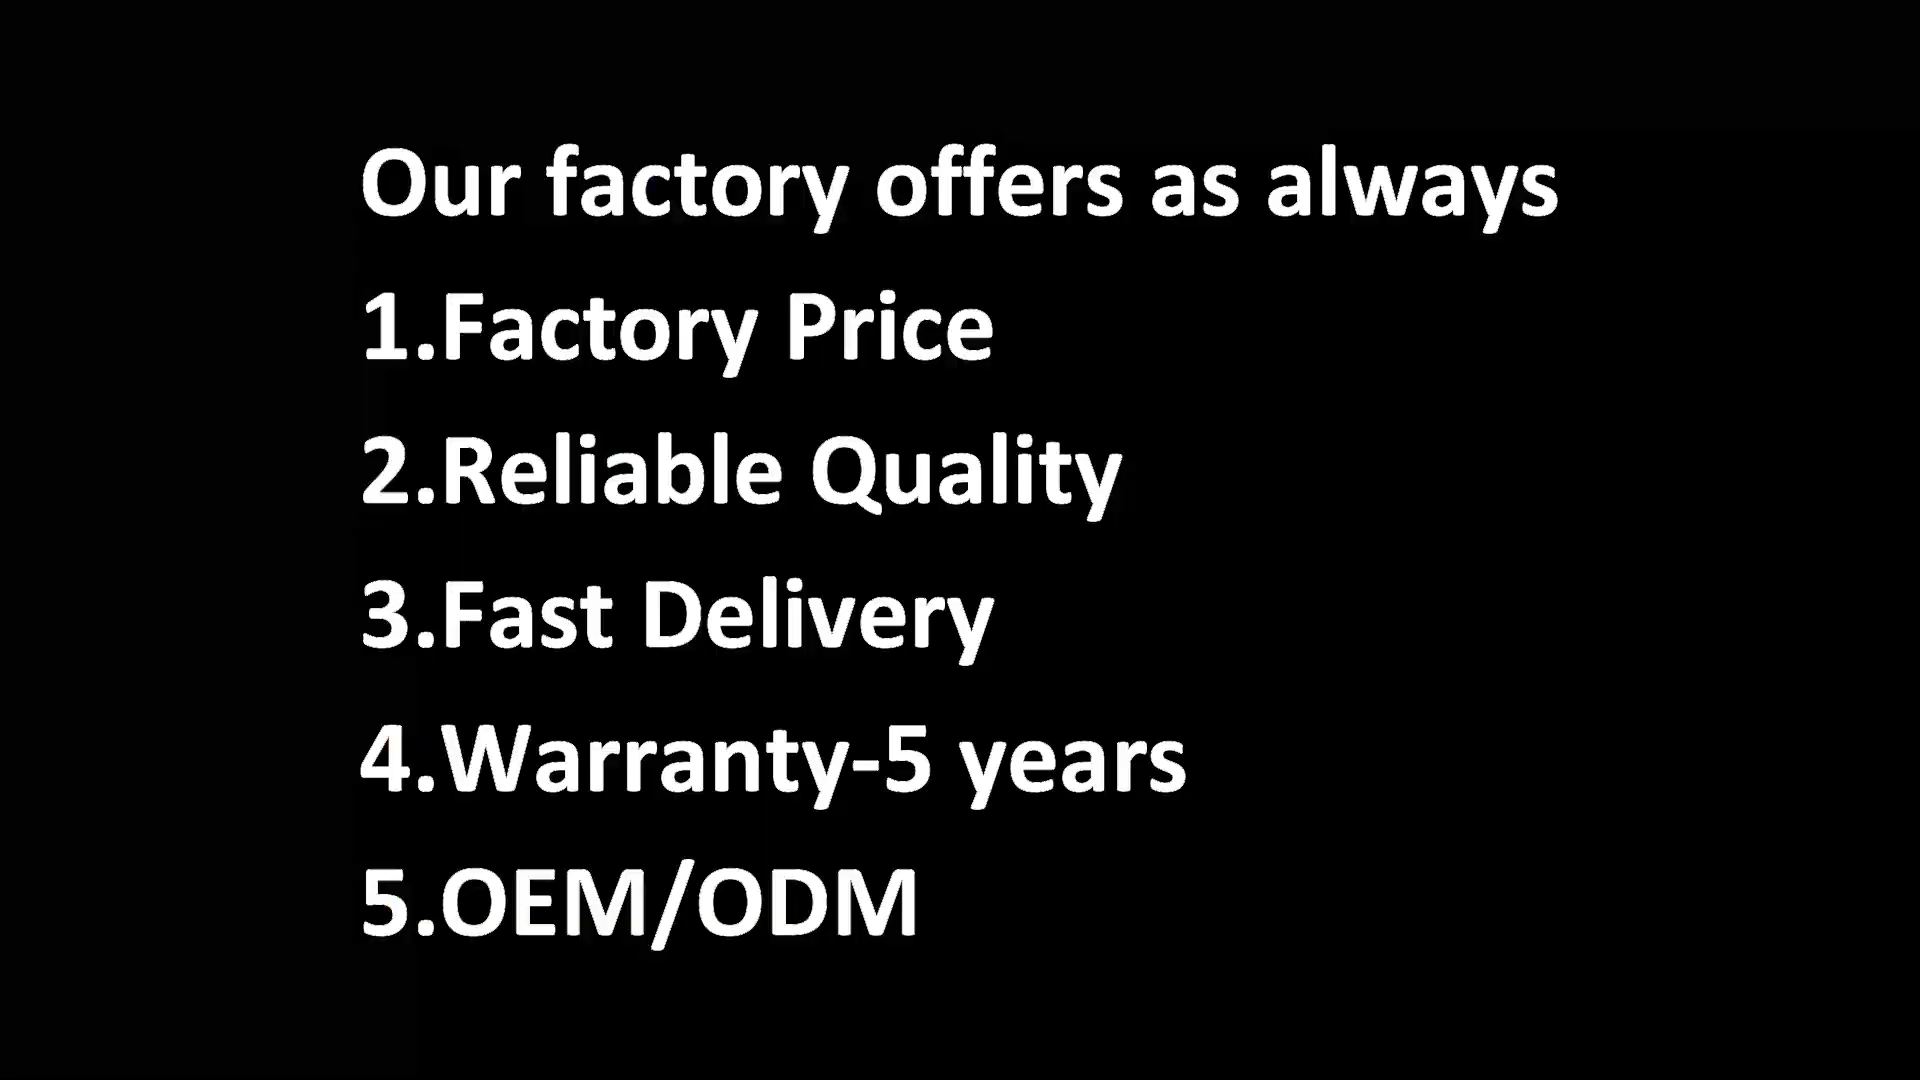 Our factory offers as always
1.Factory Price
2.Reliable Quality
3.Fast Delivery
4.Warranty-5 years
5.OEM/ODM